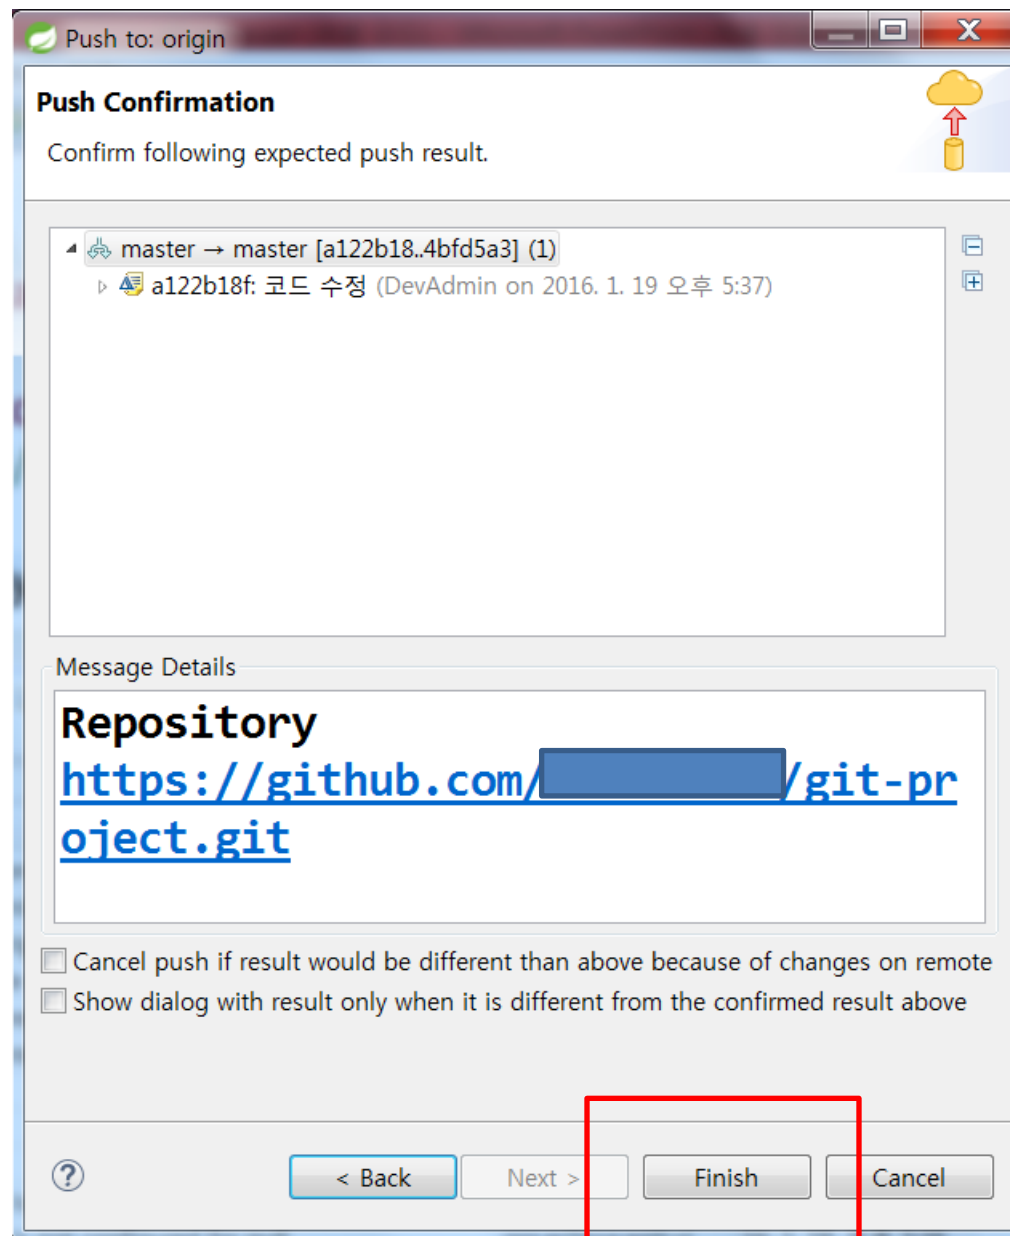 Push to: origin
Push Confirmation
Confirm following expected push result.
master → master [a122b18..4bfd5a3] (1)
a122b18f: 코드 수정 (DevAdmin on 2016. 1. 19 오후 5:37)
Message Details
Repository
https://github.com/ /git-pr
oject.git
Cancel push if result would be different than above because of changes on remote
Show dialog with result only when it is different from the confirmed result above
< Back Next > Finish Cancel